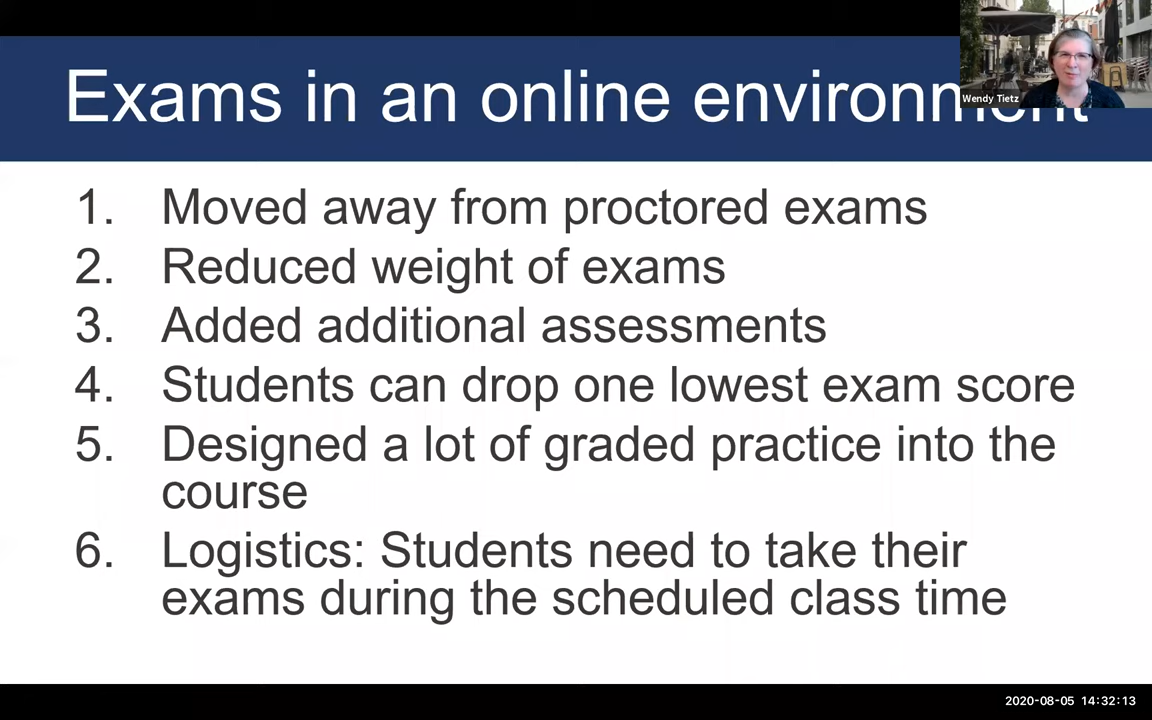 Exams in an online environment
Wendy Tietz
1. Moved away from proctored exams
2. Reduced weight of exams
3. Added additional assessments
4. Students can drop one lowest exam score
5. Designed a lot of graded practice into the
course
6. Logistics: Students need to take their
exams during the scheduled class time
2020-08-05 14:32:13